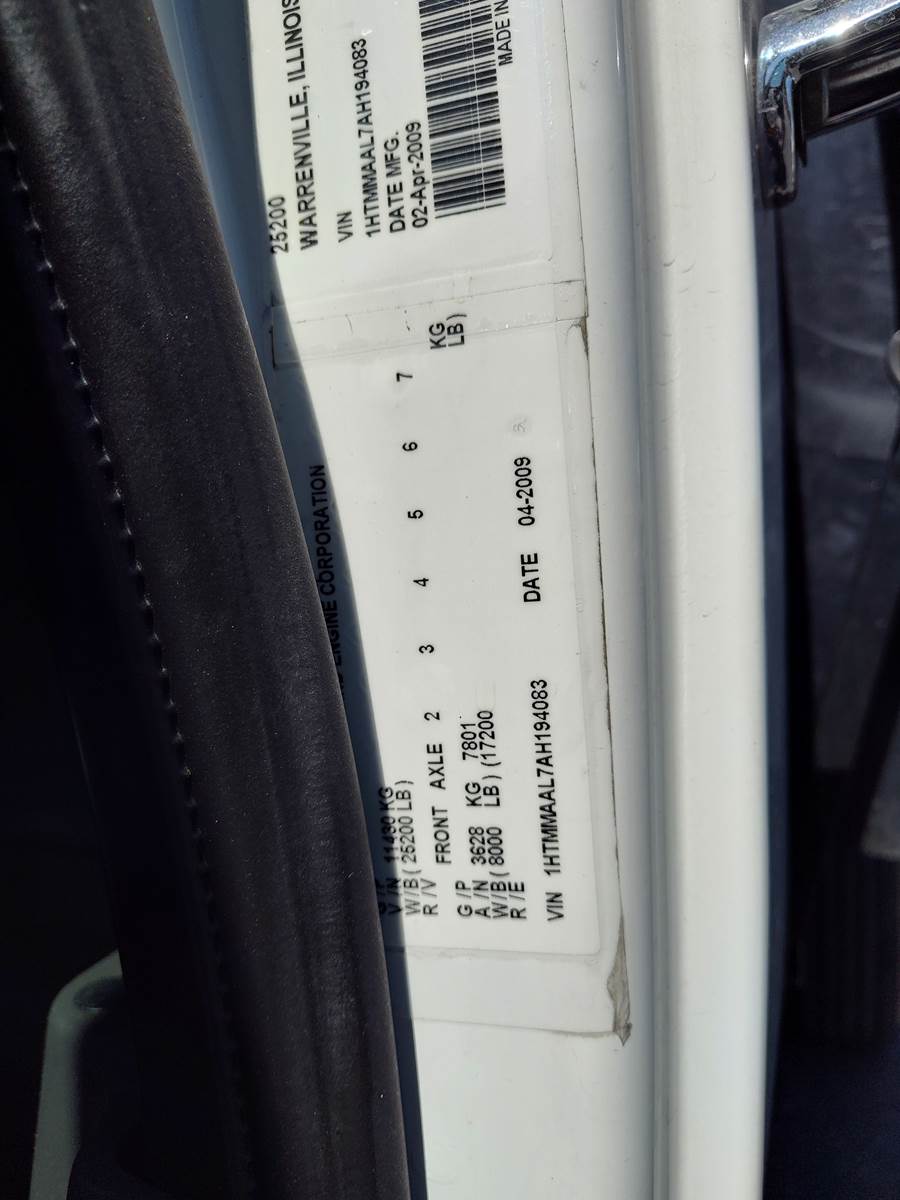 25200
WARRENVILLE, ILLINOIS
VIN
1HTMMAAL7AH194083
DATE MFG.
02-Apr-2009
MADE IN
ENGINE CORPORATION
G /P
V /N 11430 KG
W/B ( 25200 LB )
R /V FRONT AXLE 2 3 4 5 6 7
G /P
A /N 3628 KG 7801 KG
W/B ( 8000 LB ) (17200 LB )
R /E DATE 04-2009
VIN 1HTMMAAL7AH194083